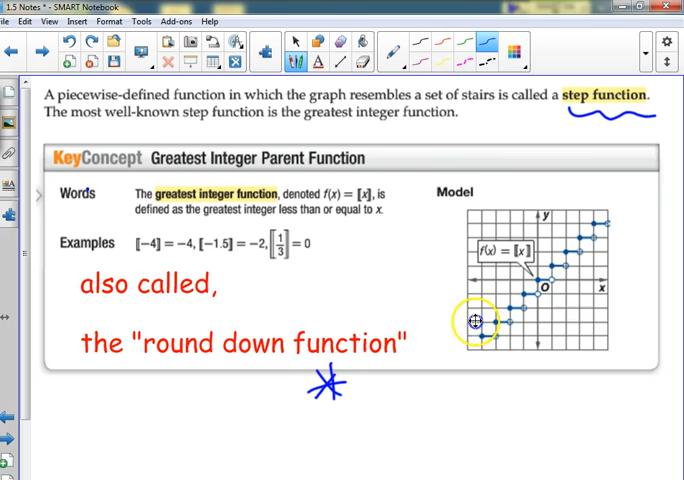 1.5 Notes * - SMART Notebook
File Edit View Insert Format Tools Add-ons Help
A piecewise-defined function in which the graph resembles a set of stairs is called a step function.
The most well-known step function is the greatest integer function.
KeyConcept Greatest Integer Parent Function
Words
The greatest integer function, denoted f(x) = ⟦x⟧, is
defined as the greatest integer less than or equal to x.
Examples
⟦−4⟧ = −4, ⟦−1.5⟧ = −2, ⟦1/3⟧ = 0
also called,
the "round down function"
Model
y
f(x) = ⟦x⟧
O
x